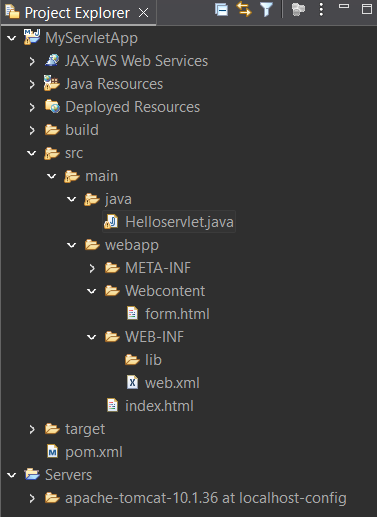 Project Explorer
MyServletApp
JAX-WS Web Services
Java Resources
Deployed Resources
build
src
main
java
Helloservlet.java
webapp
META-INF
Webcontent
form.html
WEB-INF
lib
web.xml
index.html
target
pom.xml
Servers
apache-tomcat-10.1.36 at localhost-config